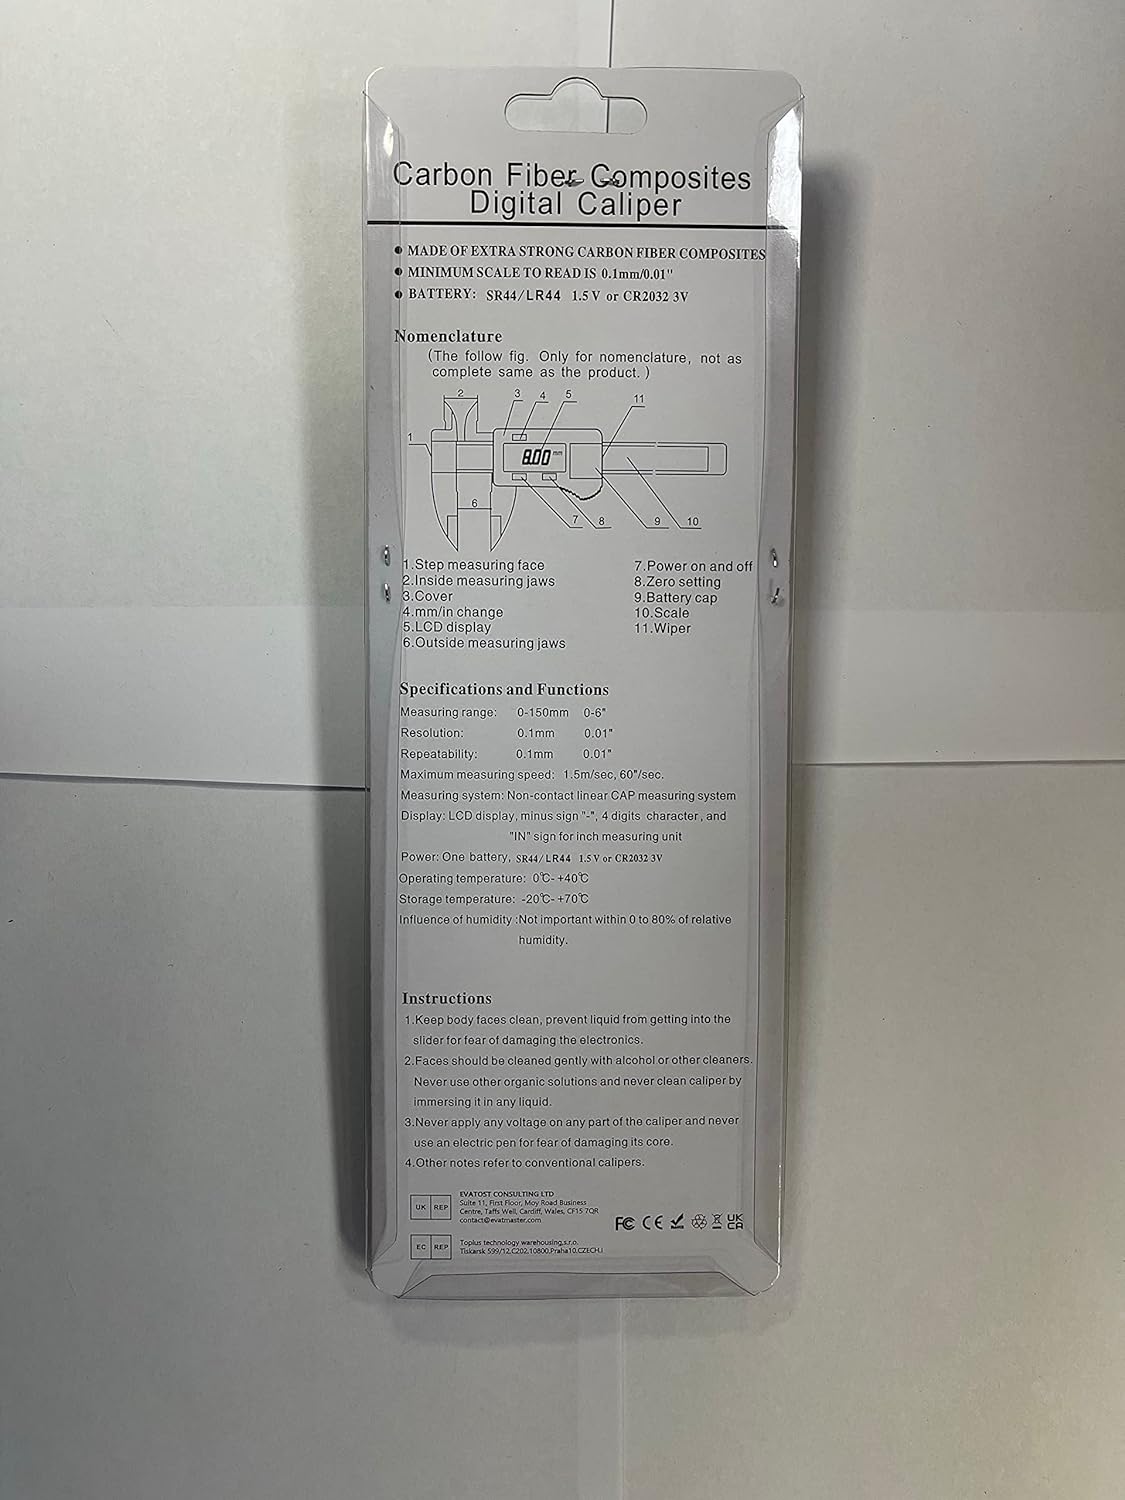 Carbon Fiber Composites
Digital Caliper
● MADE OF EXTRA STRONG CARBON FIBER COMPOSITES
● MINIMUM SCALE TO READ IS 0.1mm/0.01"
● BATTERY: SR44/LR44 1.5 V or CR2032 3V
Nomenclature
(The follow fig. Only for nomenclature, not as
complete same as the product. )
2 3 4 5 11
1
8.00 mm
6
7 8 9 10
1.Step measuring face
2.Inside measuring jaws
3.Cover
4.mm/in change
5.LCD display
6.Outside measuring jaws
7.Power on and off
8.Zero setting
9.Battery cap
10.Scale
11.Wiper
Specifications and Functions
Measuring range: 0-150mm 0-6"
Resolution: 0.1mm 0.01"
Repeatability: 0.1mm 0.01"
Maximum measuring speed: 1.5m/sec, 60"/sec.
Measuring system: Non-contact linear CAP measuring system
Display: LCD display, minus sign "-", 4 digits character, and
"IN" sign for inch measuring unit
Power: One battery, SR44/LR44 1.5 V or CR2032 3V
Operating temperature: 0℃-+40℃
Storage temperature: -20℃-+70℃
Influence of humidity :Not important within 0 to 80% of relative
humidity.
Instructions
1.Keep body faces clean, prevent liquid from getting into the
slider for fear of damaging the electronics.
2.Faces should be cleaned gently with alcohol or other cleaners.
Never use other organic solutions and never clean caliper by
immersing it in any liquid.
3.Never apply any voltage on any part of the caliper and never
use an electric pen for fear of damaging its core.
4.Other notes refer to conventional calipers.
UK REP
EVATOST CONSULTING LTD
Suite 11, First Floor, Moy Road Business
Centre, Taffs Well, Cardiff, Wales, CF15 7QR
contact@evatmaster.com
FC CE UK CA
EC REP
Toplus technology warehousing,s.r.o.
Tiskarsk 599/12,C202,10800,Praha10,CZECH.I